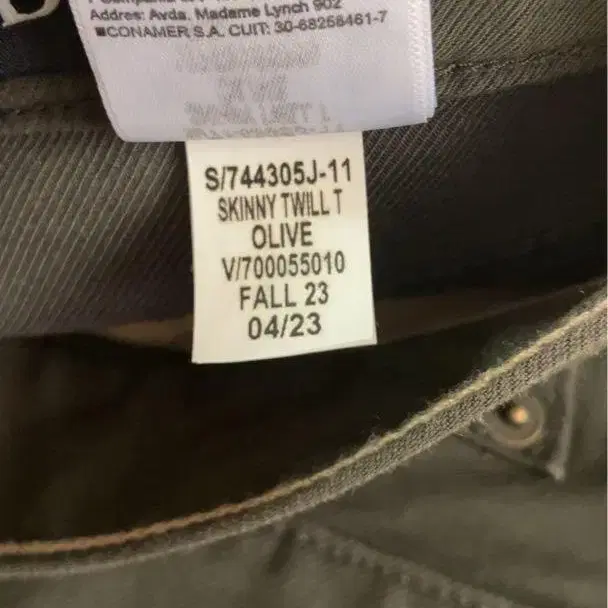 Addres: Avda. Madame Lynch 902
■CONAMER S.A. CUIT: 30-68256461-7
S/744305J-11
SKINNY TWILL T
OLIVE
V/700055010
FALL 23
04/23